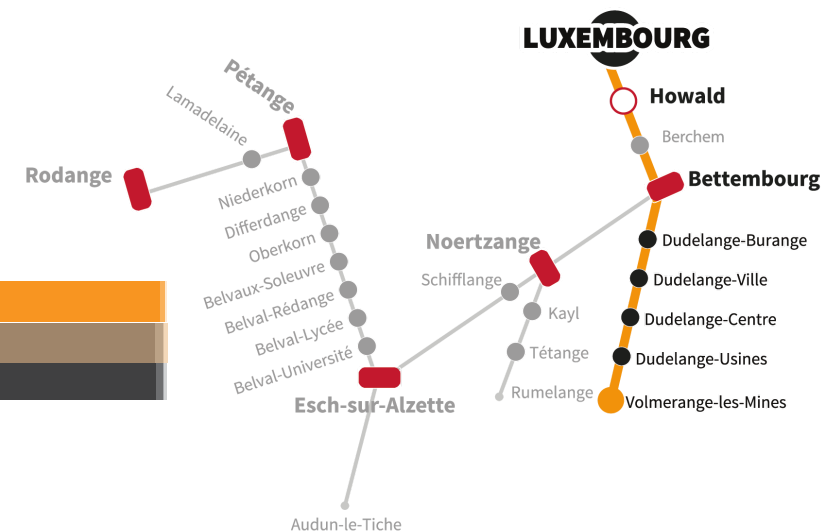 LUXEMBOURG
Howald
Berchem
Bettembourg
Dudelange-Burange
Dudelange-Ville
Dudelange-Centre
Dudelange-Usines
Volmerange-les-Mines
Noertzange
Schifflange
Kayl
Tétange
Rumelange
Pétange
Lamadelaine
Rodange
Niederkorn
Differdange
Oberkorn
Belvaux-Soleuvre
Belval-Rédange
Belval-Lycée
Belval-Université
Esch-sur-Alzette
Audun-le-Tiche